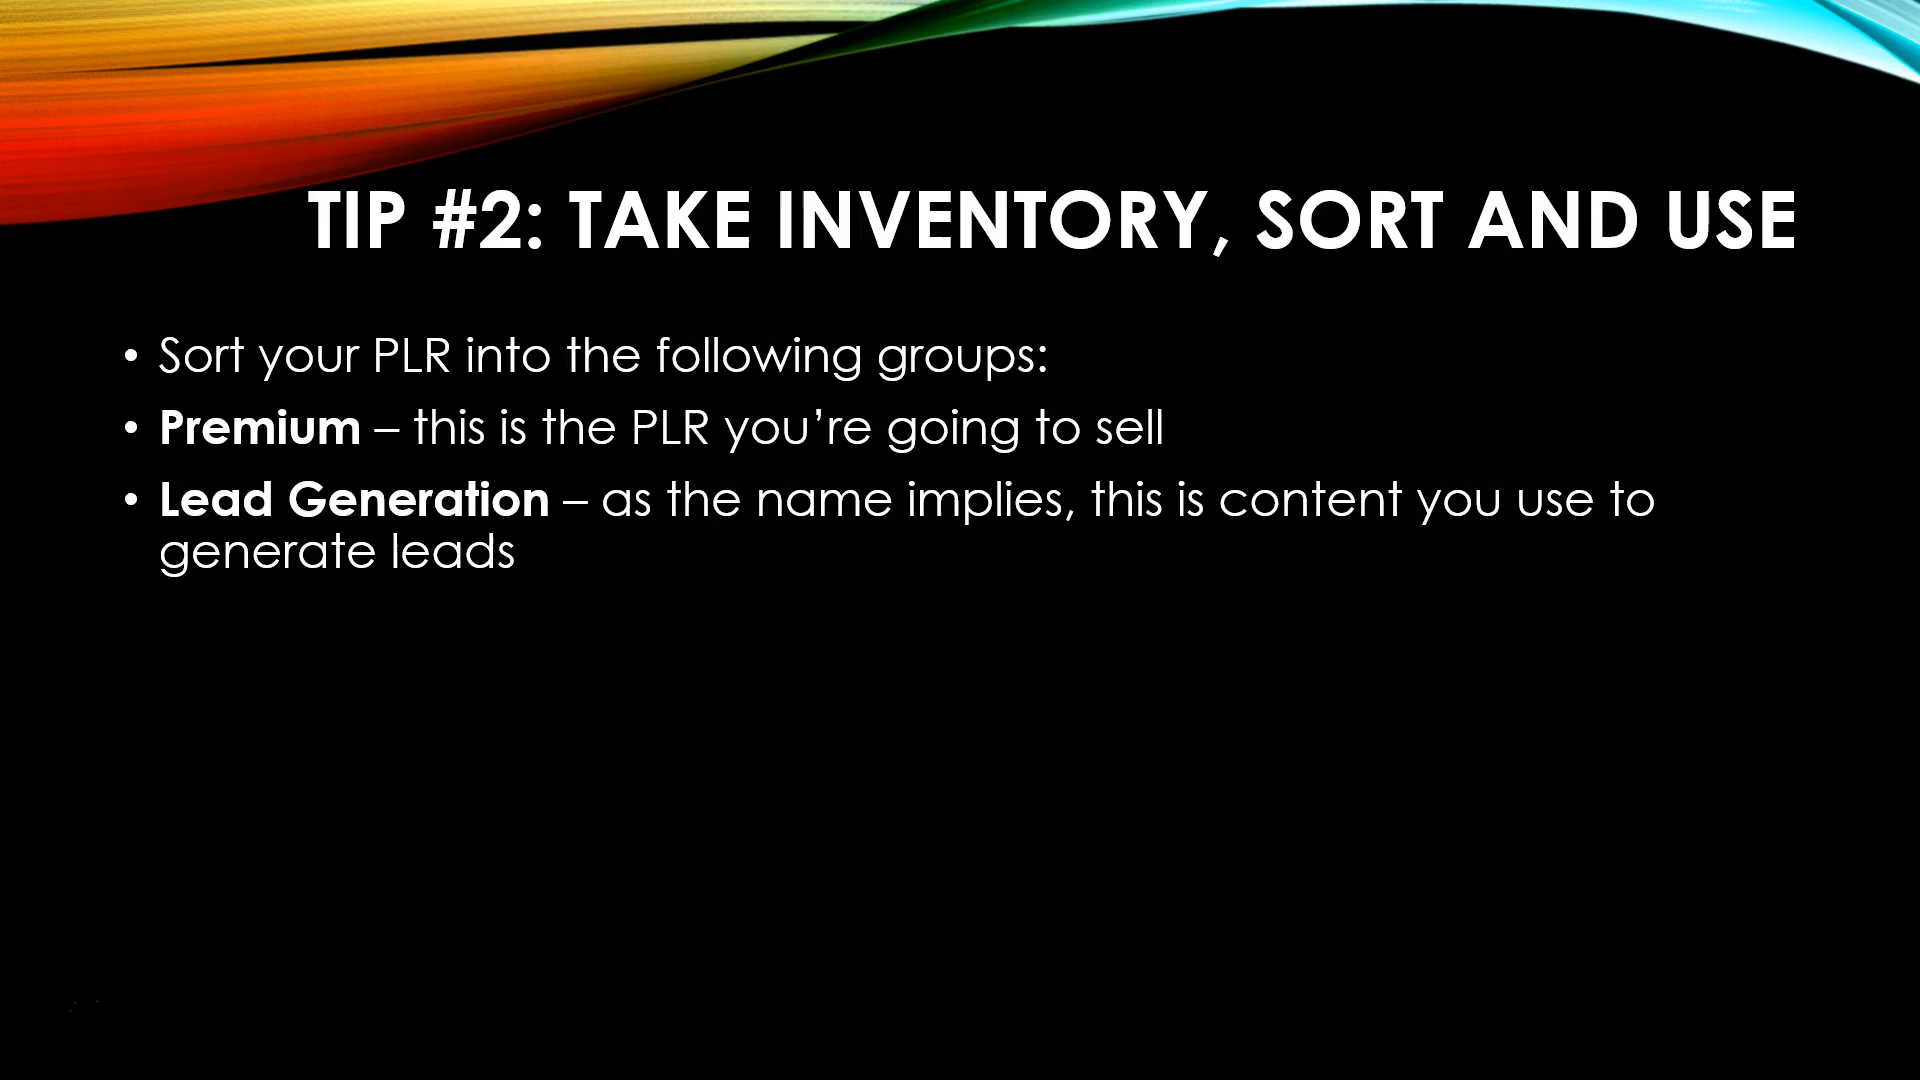 TIP #2: TAKE INVENTORY, SORT AND USE
• Sort your PLR into the following groups:
• Premium – this is the PLR you’re going to sell
• Lead Generation – as the name implies, this is content you use to
generate leads